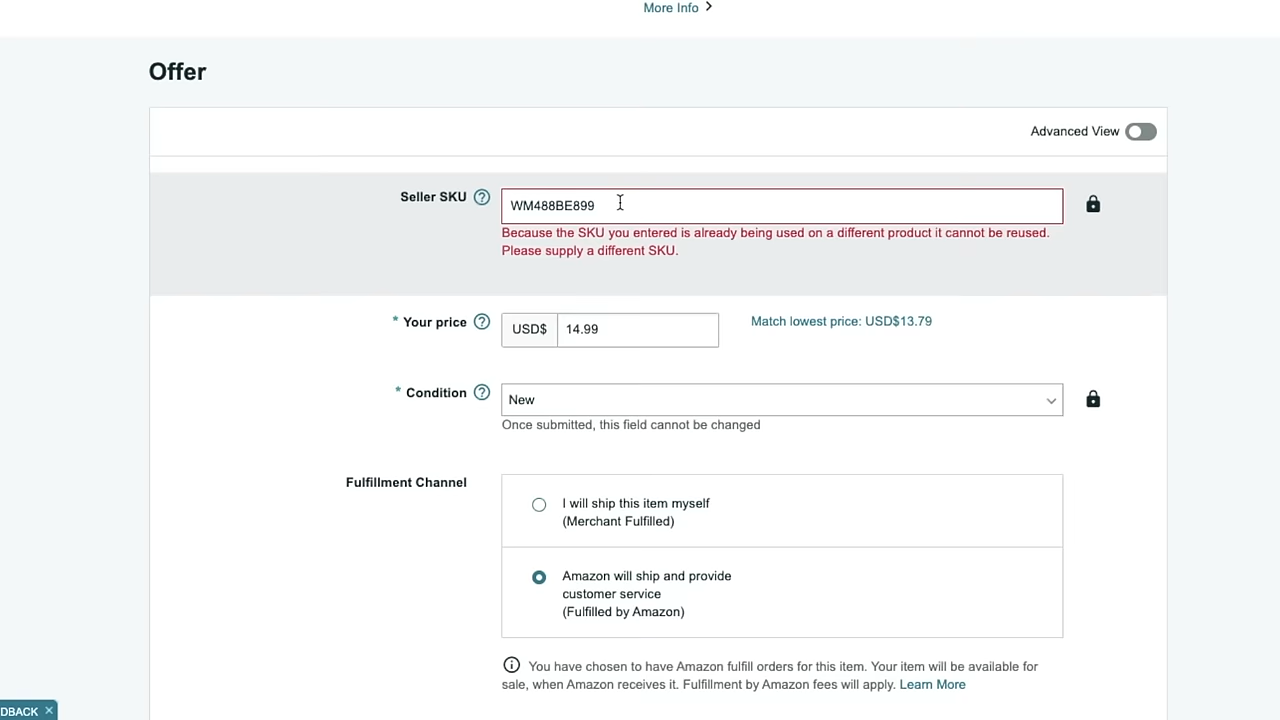 More Info
Offer
Advanced View
Seller SKU
WM488BE899
Because the SKU you entered is already being used on a different product it cannot be reused.
Please supply a different SKU.
* Your price
USD$ 14.99
Match lowest price: USD$13.79
* Condition
New
Once submitted, this field cannot be changed
Fulfillment Channel
I will ship this item myself
(Merchant Fulfilled)
Amazon will ship and provide
customer service
(Fulfilled by Amazon)
You have chosen to have Amazon fulfill orders for this item. Your item will be available for
sale, when Amazon receives it. Fulfillment by Amazon fees will apply. Learn More
DBACK